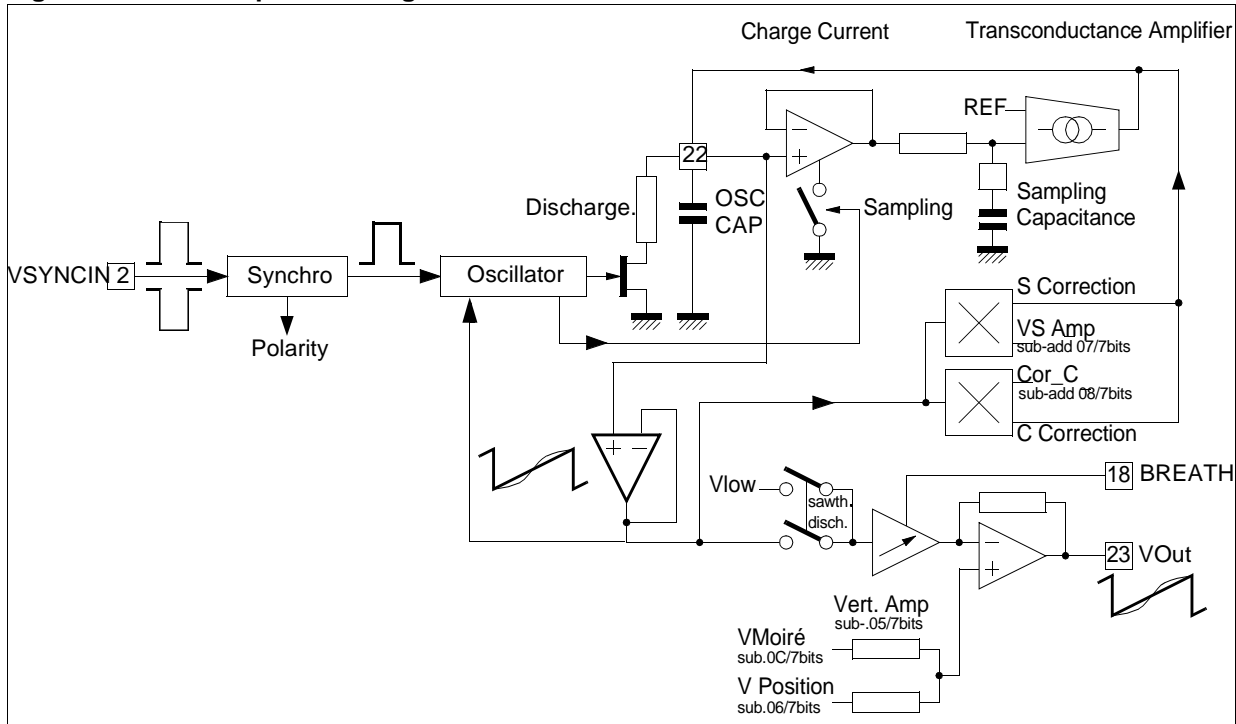 Charge Current
Transconductance Amplifier
REF
22
Discharge.
OSC
CAP
Sampling
Sampling
Capacitance
VSYNCIN 2
Synchro
Oscillator
Polarity
S Correction
VS Amp
sub-add 07/7bits
Cor_C
sub-add 08/7bits
C Correction
+ −
− +
Vlow
sawth.
disch.
18 BREATH
− +
23 VOut
Vert. Amp
sub-.05/7bits
VMoiré
sub.0C/7bits
V Position
sub.06/7bits